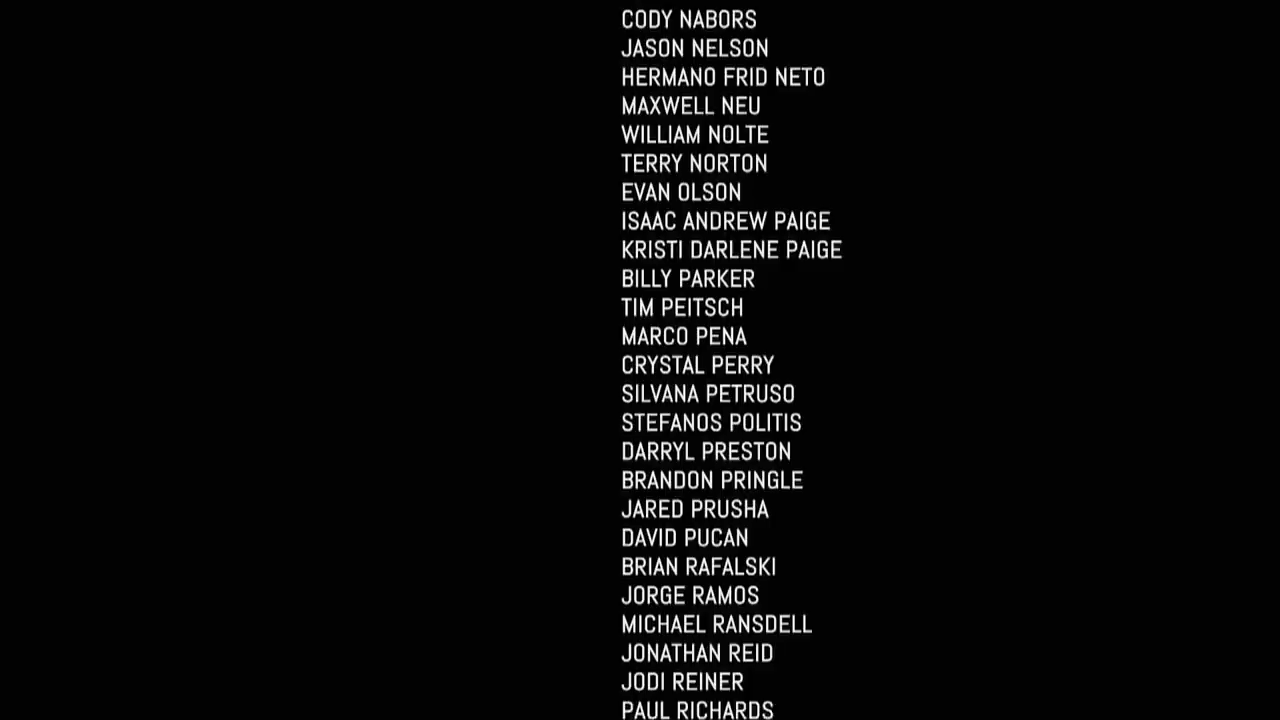 CODY NABORS
JASON NELSON
HERMANO FRID NETO
MAXWELL NEU
WILLIAM NOLTE
TERRY NORTON
EVAN OLSON
ISAAC ANDREW PAIGE
KRISTI DARLENE PAIGE
BILLY PARKER
TIM PEITSCH
MARCO PENA
CRYSTAL PERRY
SILVANA PETRUSO
STEFANOS POLITIS
DARRYL PRESTON
BRANDON PRINGLE
JARED PRUSHA
DAVID PUCAN
BRIAN RAFALSKI
JORGE RAMOS
MICHAEL RANSDELL
JONATHAN REID
JODI REINER
PAUL RICHARDS